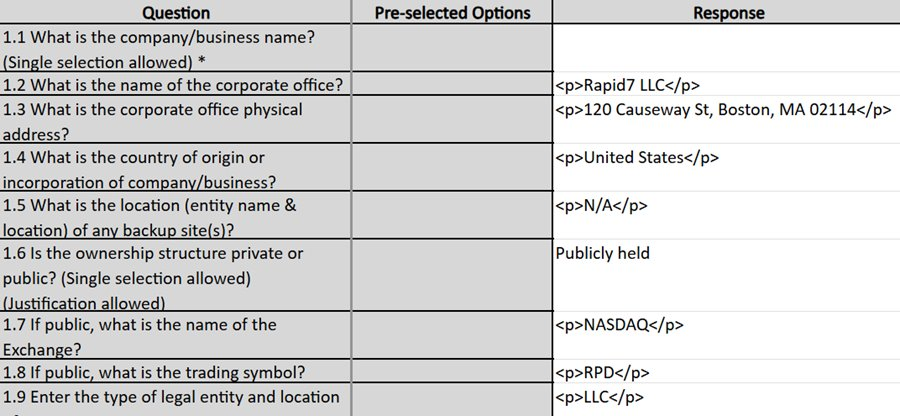 Question Pre-selected Options Response
1.1 What is the company/business name?
(Single selection allowed) *
1.2 What is the name of the corporate office? <p>Rapid7 LLC</p>
1.3 What is the corporate office physical <p>120 Causeway St, Boston, MA 02114</p>
address?
1.4 What is the country of origin or <p>United States</p>
incorporation of company/business?
1.5 What is the location (entity name & <p>N/A</p>
location) of any backup site(s)?
1.6 Is the ownership structure private or Publicly held
public? (Single selection allowed)
(Justification allowed)
1.7 If public, what is the name of the <p>NASDAQ</p>
Exchange?
1.8 If public, what is the trading symbol? <p>RPD</p>
1.9 Enter the type of legal entity and location <p>LLC</p>